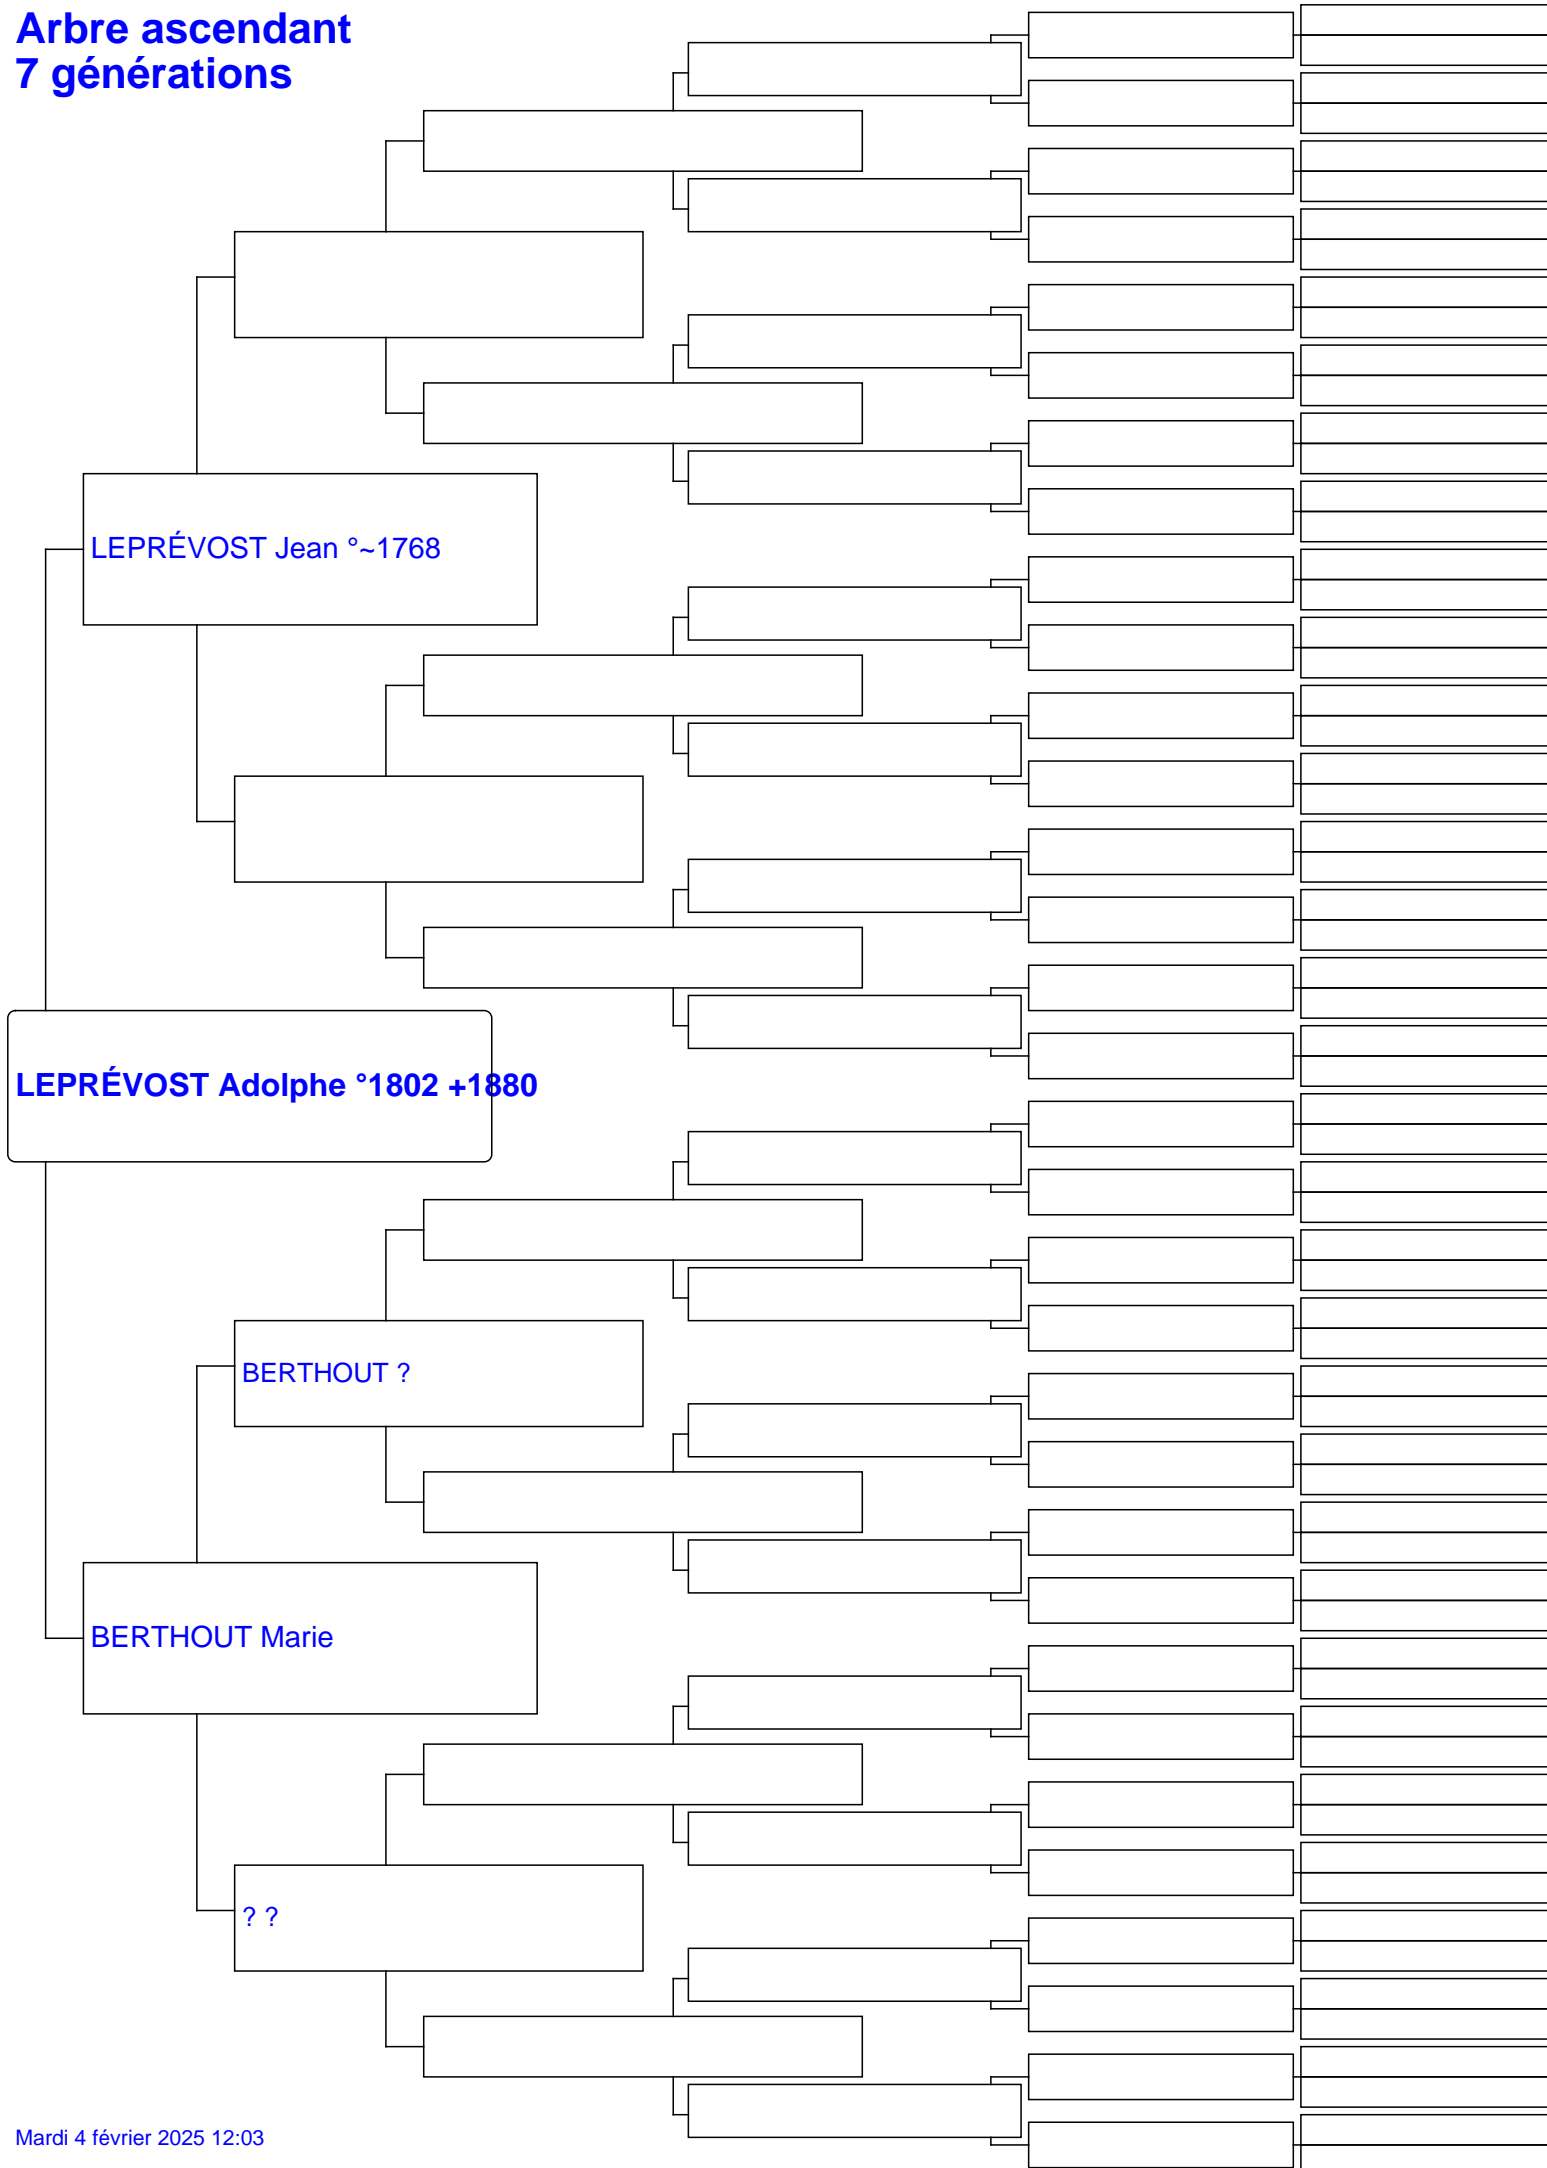 Arbre ascendant
7 générations
LEPRÉVOST Jean °~1768
LEPRÉVOST Adolphe °1802 +1880
BERTHOUT ?
BERTHOUT Marie
? ?
Mardi 4 février 2025 12:03